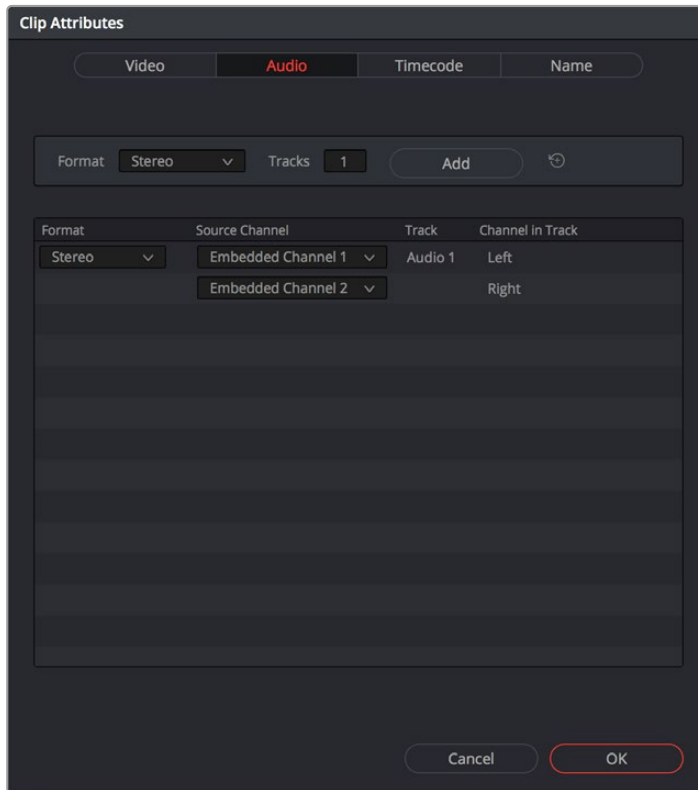 Clip Attributes
Video Audio Timecode Name
Format Stereo Tracks 1 Add
Format Source Channel Track Channel in Track
Stereo Embedded Channel 1 Audio 1 Left
Embedded Channel 2 Right
Cancel OK